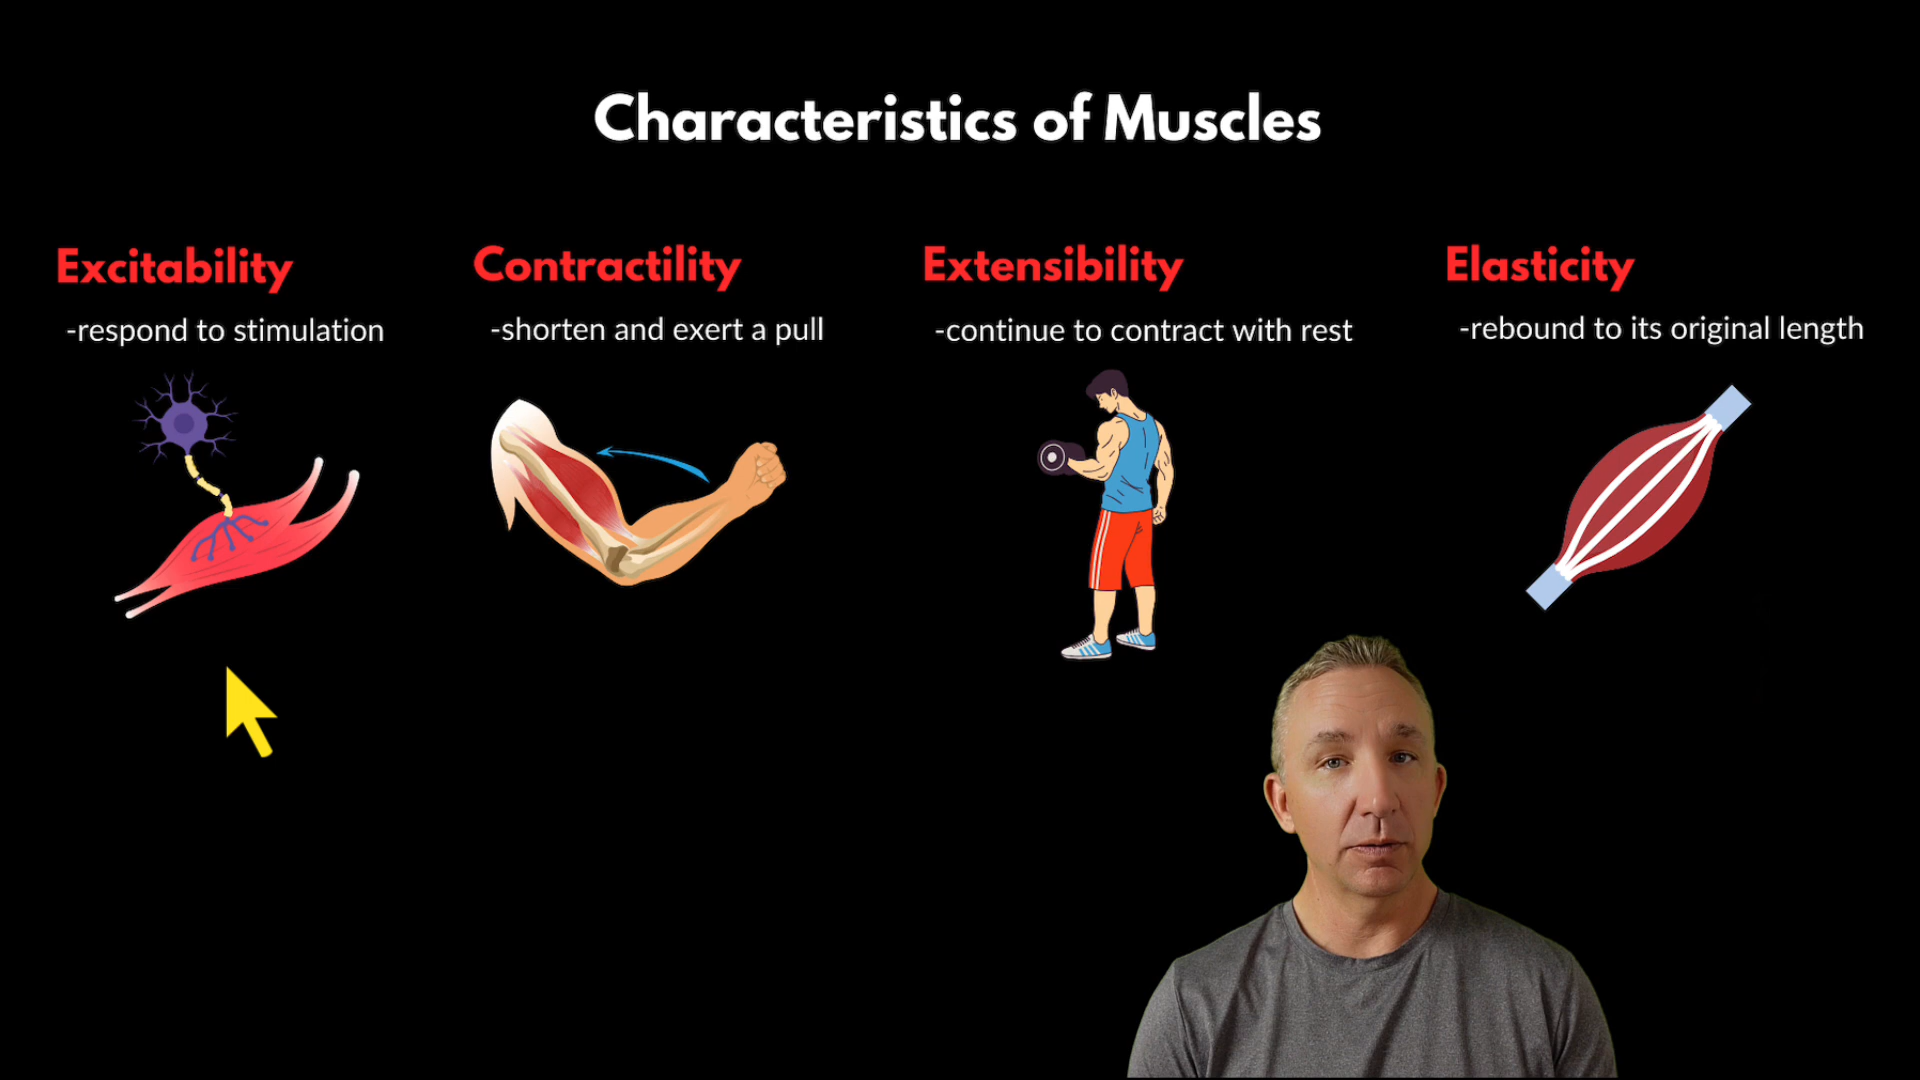 Characteristics of Muscles
Excitability
-respond to stimulation
Contractility
-shorten and exert a pull
Extensibility
-continue to contract with rest
Elasticity
-rebound to its original length